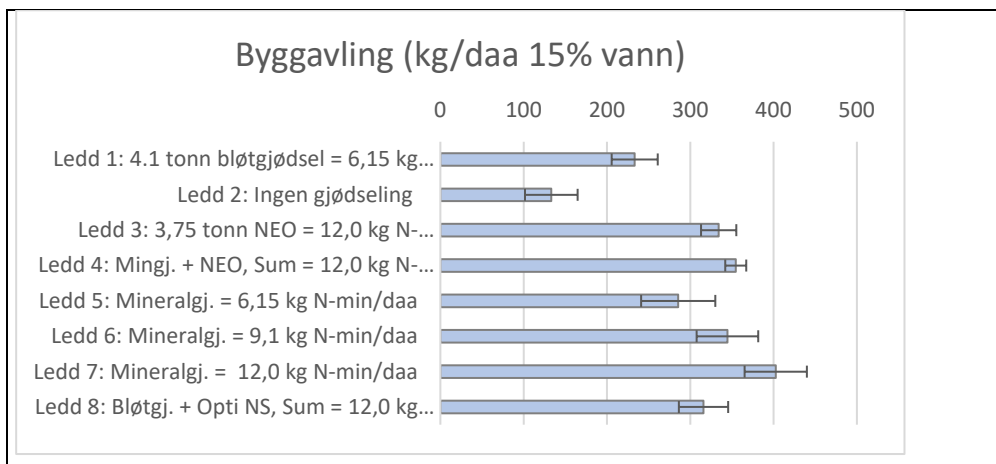 Byggavling (kg/daa 15% vann)
0 100 200 300 400 500
Ledd 1: 4.1 tonn bløtgjødsel = 6,15 kg...
Ledd 2: Ingen gjødseling
Ledd 3: 3,75 tonn NEO = 12,0 kg N-...
Ledd 4: Mingj. + NEO, Sum = 12,0 kg N-...
Ledd 5: Mineralgj. = 6,15 kg N-min/daa
Ledd 6: Mineralgj. = 9,1 kg N-min/daa
Ledd 7: Mineralgj. = 12,0 kg N-min/daa
Ledd 8: Bløtgj. + Opti NS, Sum = 12,0 kg...